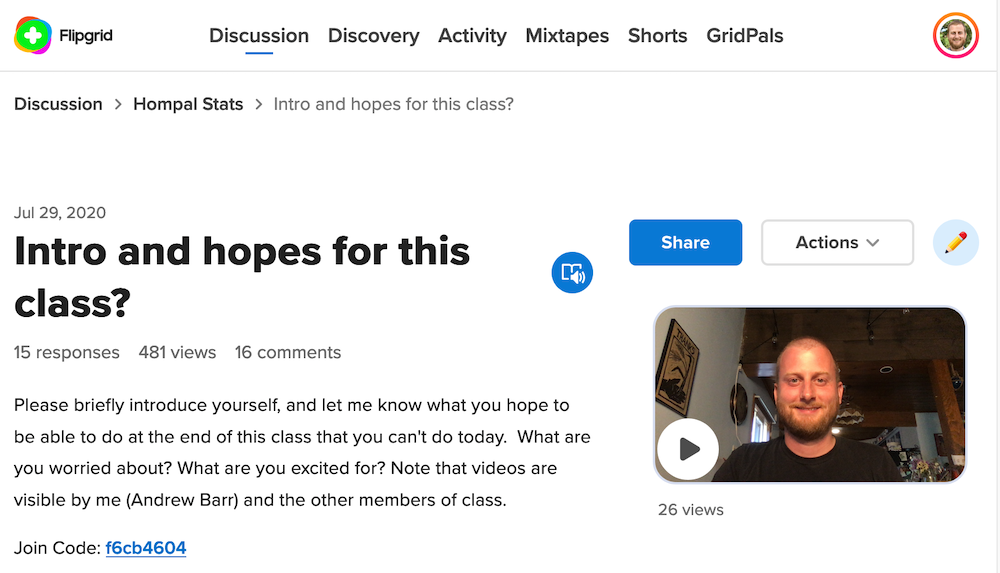 Flipgrid
Discussion Discovery Activity Mixtapes Shorts GridPals
Discussion > Hompal Stats > Intro and hopes for this class?
Jul 29, 2020
Intro and hopes for this
class?
Share
Actions
15 responses 481 views 16 comments
Please briefly introduce yourself, and let me know what you hope to
be able to do at the end of this class that you can't do today.  What are
you worried about? What are you excited for? Note that videos are
visible by me (Andrew Barr) and the other members of class.
Join Code: f6cb4604
26 views